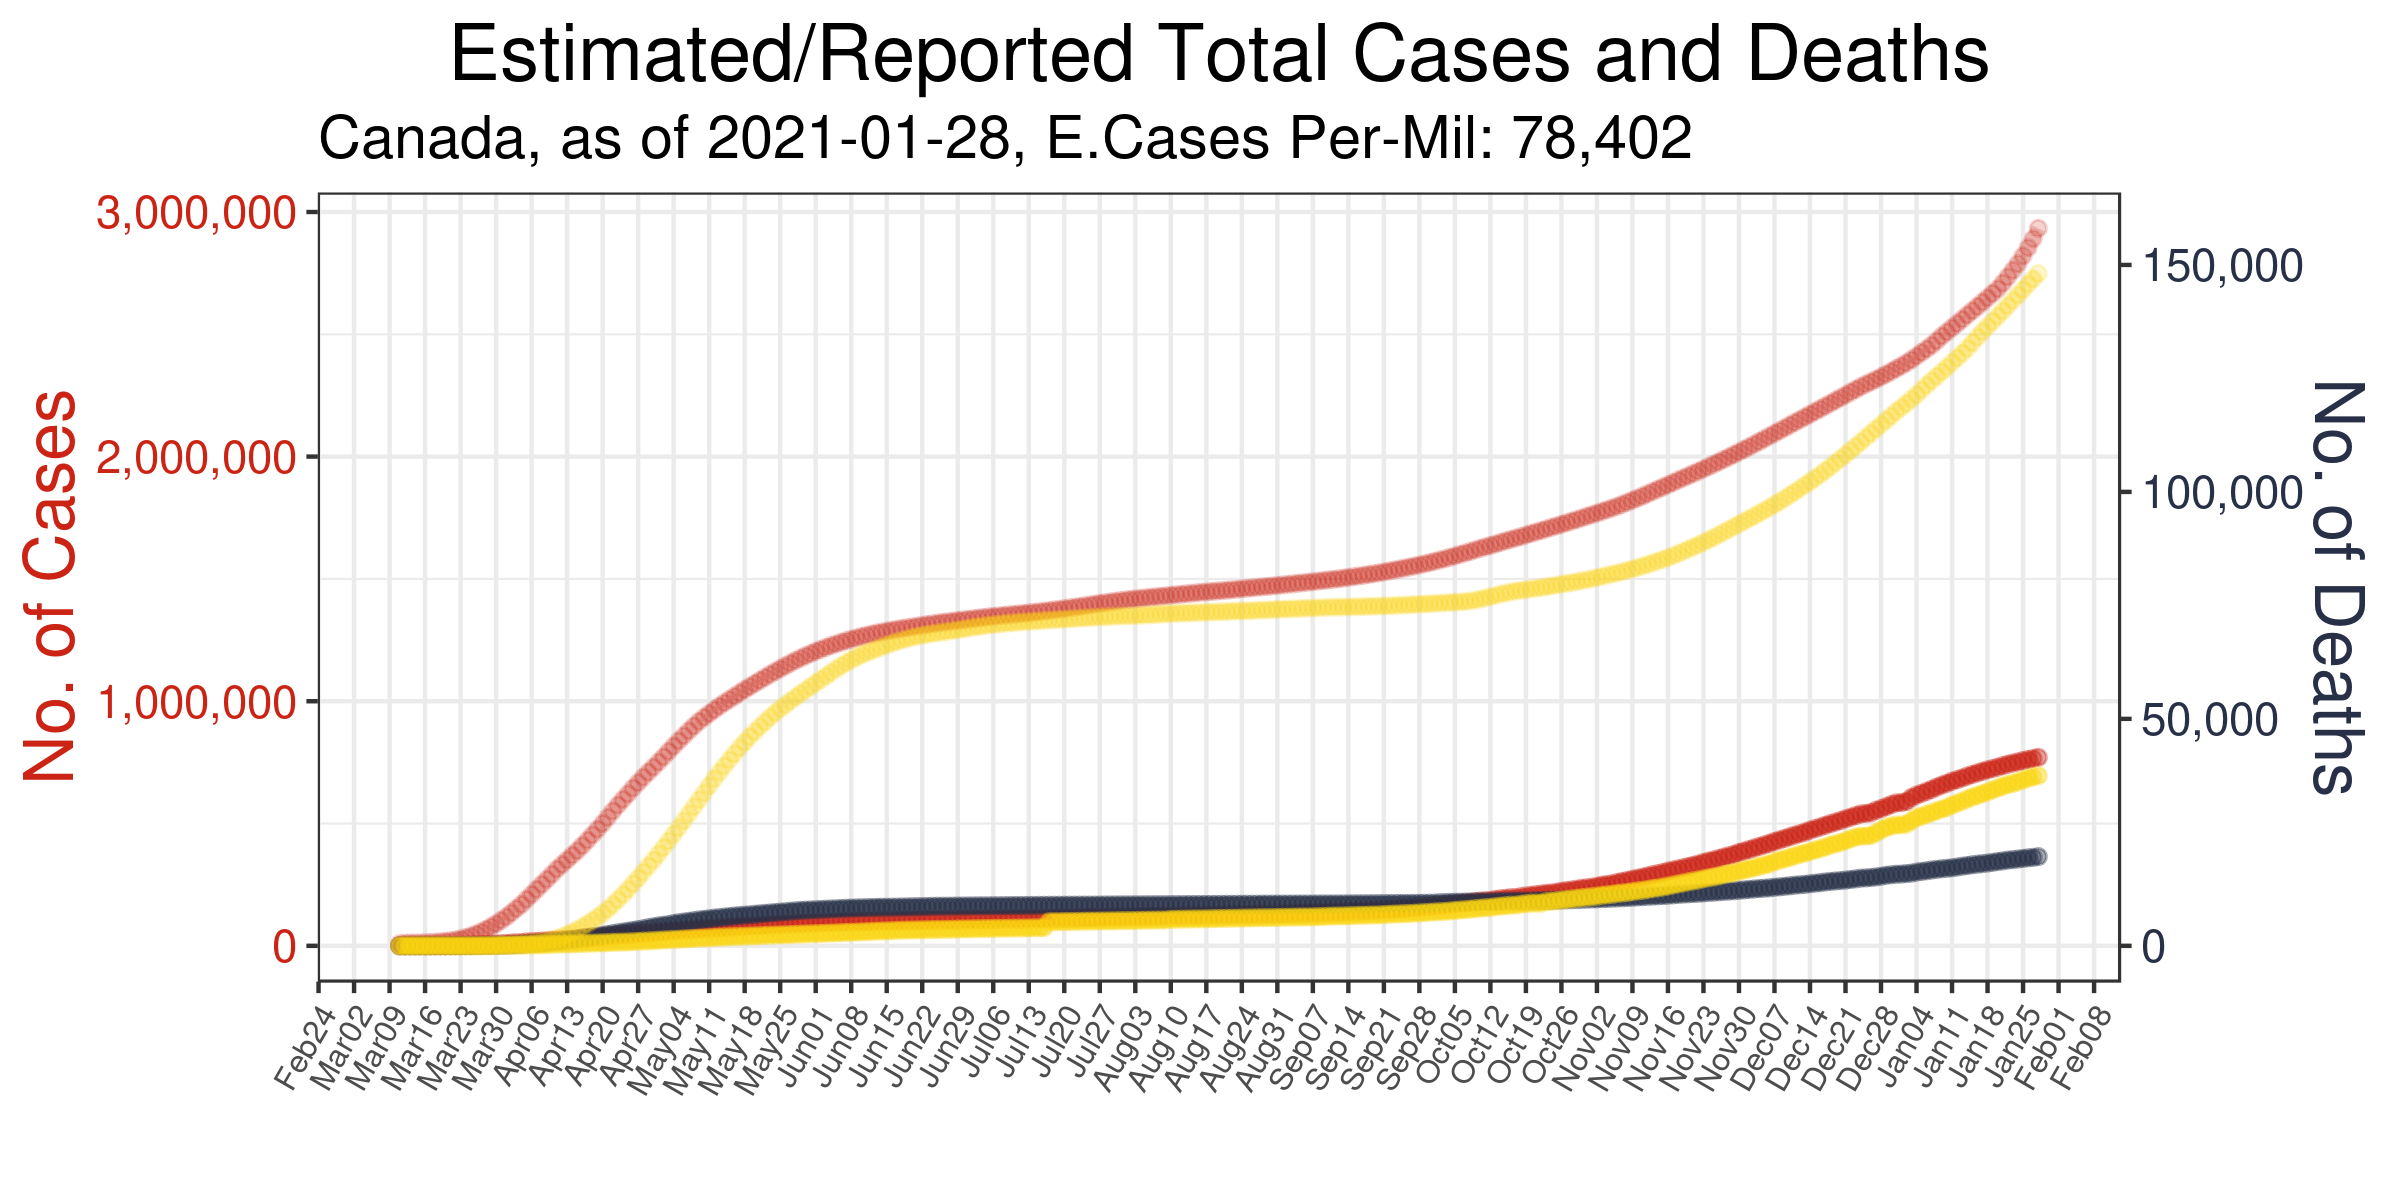 Estimated/Reported Total Cases and Deaths
Canada, as of 2021-01-28, E.Cases Per-Mil: 78,402
No. of Cases
3,000,000
2,000,000
1,000,000
0
150,000
100,000
50,000
0
No. of Deaths
Feb24 Mar02 Mar09 Mar16 Mar23 Mar30 Apr06 Apr13 Apr20 Apr27 May04 May11 May18 May25 Jun01 Jun08 Jun15 Jun22 Jun29 Jul06 Jul13 Jul20 Jul27 Aug03 Aug10 Aug17 Aug24 Aug31 Sep07 Sep14 Sep21 Sep28 Oct05 Oct12 Oct19 Oct26 Nov02 Nov09 Nov16 Nov23 Nov30 Dec07 Dec14 Dec21 Dec28 Jan04 Jan11 Jan18 Jan25 Feb01 Feb08